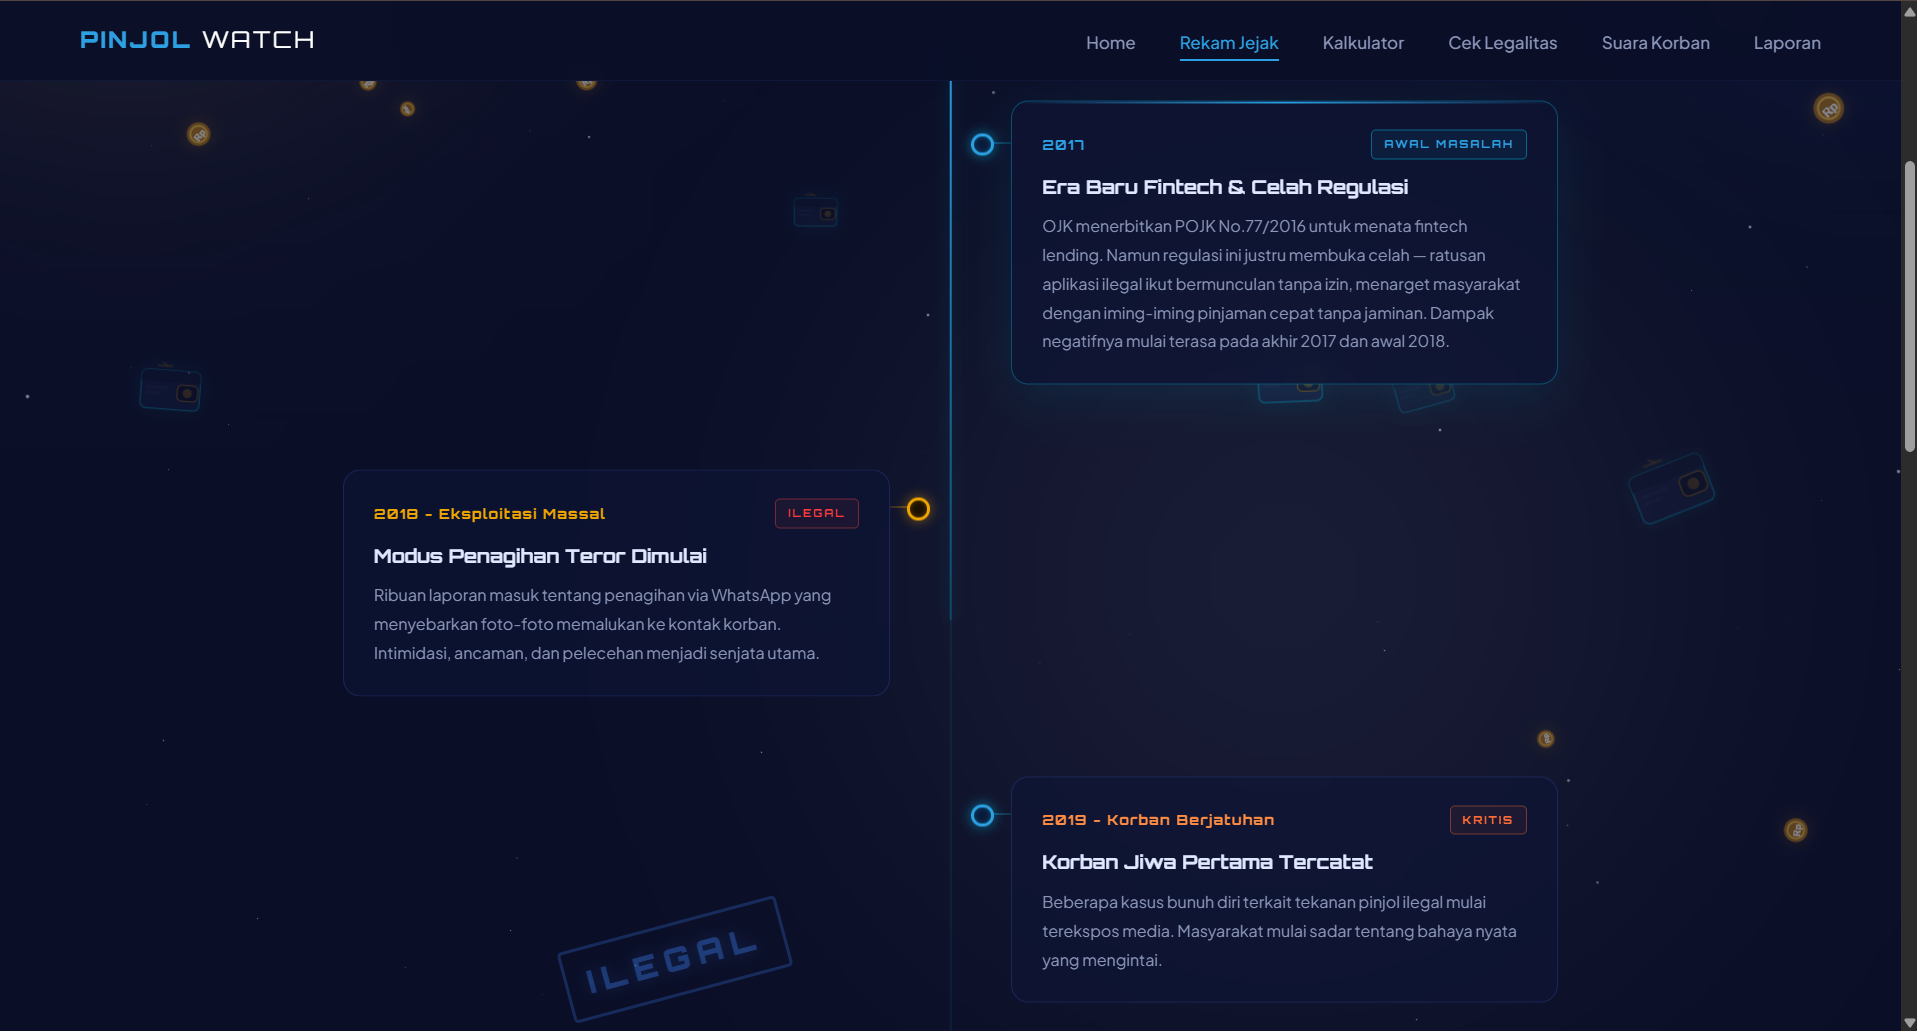 PINJOL WATCH
Home
Rekam Jejak
Kalkulator
Cek Legalitas
Suara Korban
Laporan
2017
AWAL MASALAH
Era Baru Fintech & Celah Regulasi
OJK menerbitkan POJK No.77/2016 untuk menata fintech
lending. Namun regulasi ini justru membuka celah — ratusan
aplikasi ilegal ikut bermunculan tanpa izin, menarget masyarakat
dengan iming-iming pinjaman cepat tanpa jaminan. Dampak
negatifnya mulai terasa pada akhir 2017 dan awal 2018.
2018 - Eksploitasi Massal
ILEGAL
Modus Penagihan Teror Dimulai
Ribuan laporan masuk tentang penagihan via WhatsApp yang
menyebarkan foto-foto memalukan ke kontak korban.
Intimidasi, ancaman, dan pelecehan menjadi senjata utama.
2019 - Korban Berjatuhan
KRITIS
Korban Jiwa Pertama Tercatat
Beberapa kasus bunuh diri terkait tekanan pinjol ilegal mulai
terekspos media. Masyarakat mulai sadar tentang bahaya nyata
yang mengintai.
ILEGAL
Rp
Rp
Rp